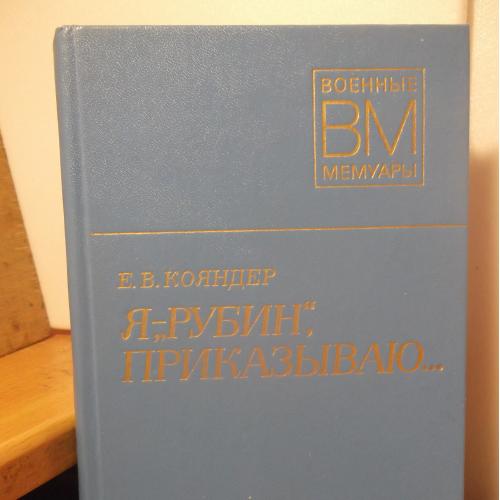 ВОЕННЫЕ
ВМ
МЕМУАРЫ
Е.В.КОЯНДЕР
Я-„РУБИН“,
ПРИКАЗЫВАЮ...